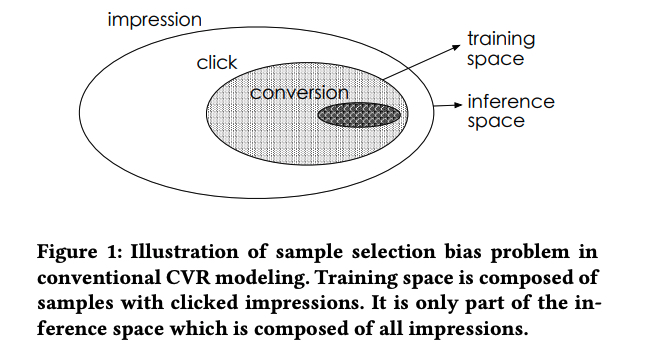 impression
click
conversion
training
space
inference
space
Figure 1: Illustration of sample selection bias problem in
conventional CVR modeling. Training space is composed of
samples with clicked impressions. It is only part of the in-
ference space which is composed of all impressions.